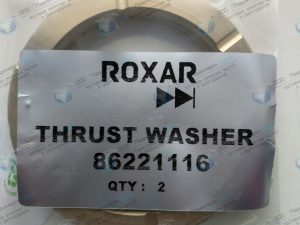 ROXAR
THRUST WASHER
86221116
QTY: 2